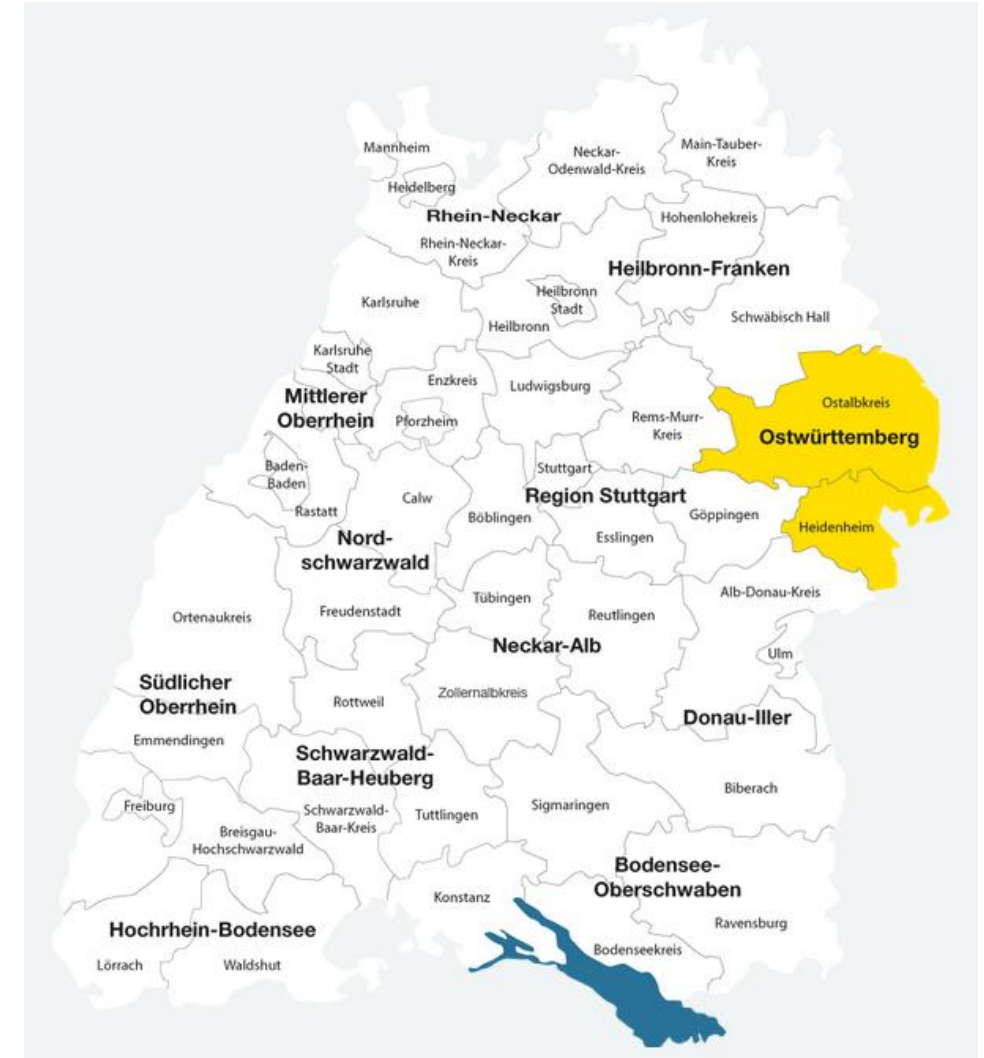 Mannheim
Neckar-
Odenwald-Kreis
Main-Tauber-
Kreis
Heidelberg
Rhein-Neckar
Hohenlohekreis
Rhein-Neckar-
Kreis
Heilbronn-Franken
Karlsruhe
Heilbronn
Stadt
Heilbronn
Schwäbisch Hall
Karlsruhe
Stadt
Enzkreis
Ludwigsburg
Mittlerer
Oberrhein
Pforzheim
Rems-Murr-
Kreis
Ostalbkreis
Ostwürttemberg
Baden-
Baden
Stuttgart
Region Stuttgart
Calw
Rastatt
Böblingen
Göppingen
Esslingen
Heidenheim
Nord-
schwarzwald
Tübingen
Alb-Donau-Kreis
Ortenaukreis
Freudenstadt
Reutlingen
Neckar-Alb
Ulm
Südlicher
Oberrhein
Rottweil
Zollernalbkreis
Donau-Iller
Emmendingen
Schwarzwald-
Baar-Heuberg
Biberach
Freiburg
Schwarzwald-
Baar-Kreis
Tuttlingen
Sigmaringen
Breisgau-
Hochschwarzwald
Bodensee-
Oberschwaben
Konstanz
Ravensburg
Hochrhein-Bodensee
Bodenseekreis
Lörrach
Waldshut